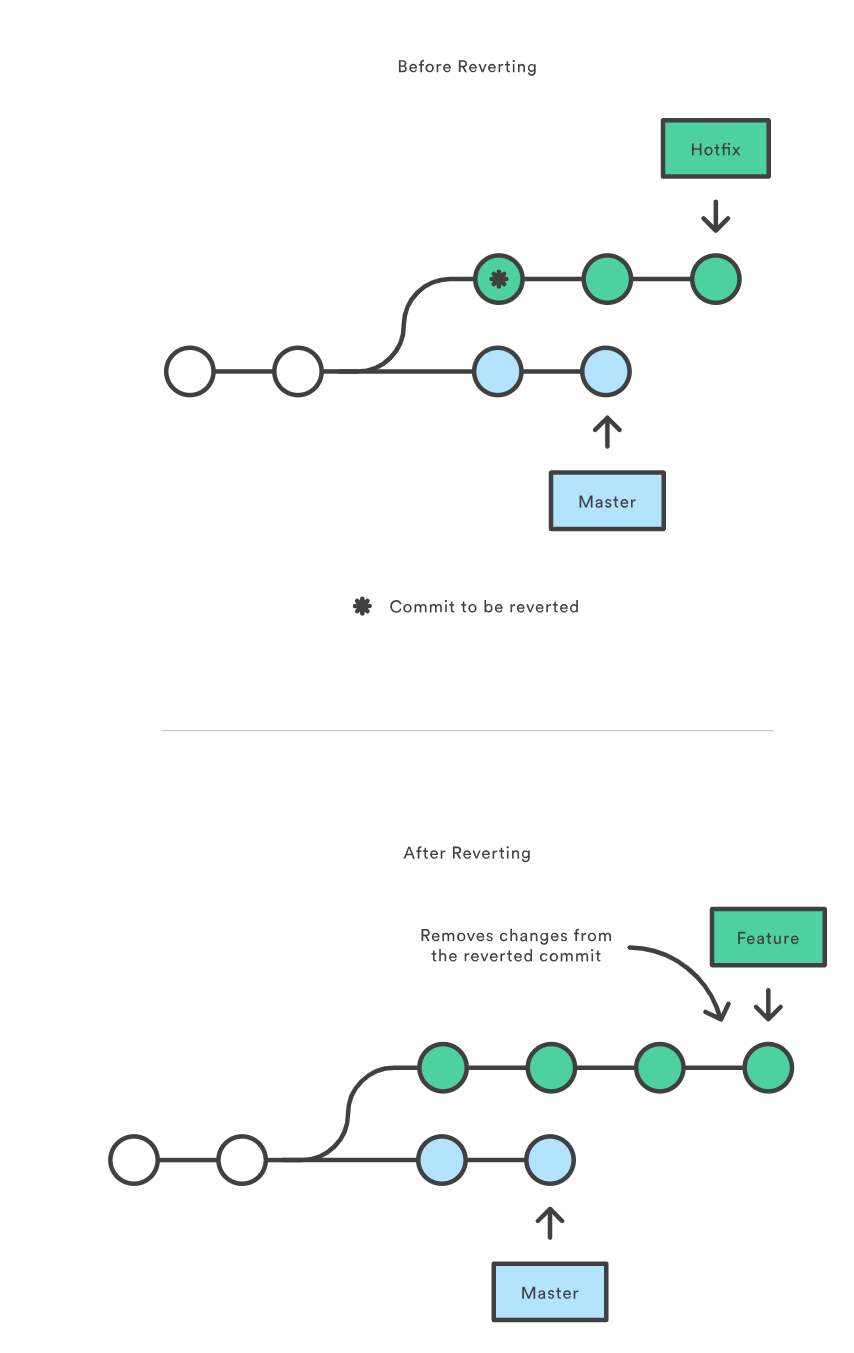 Before Reverting
Hotfix
Master
Commit to be reverted
After Reverting
Feature
Removes changes from
the reverted commit
Master